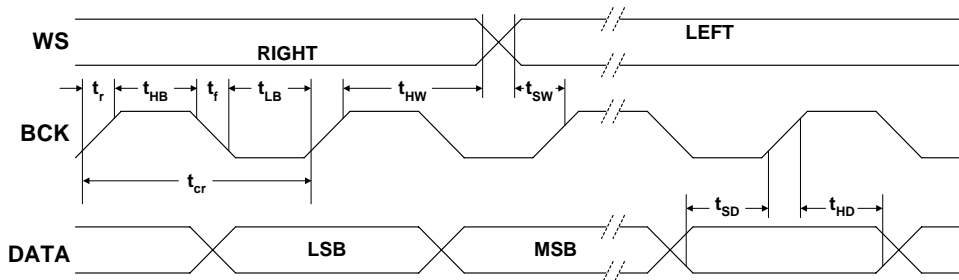 WS
RIGHT
LEFT
t_r t_HB t_f t_LB t_HW t_SW
BCK
t_cr
t_SD t_HD
DATA
LSB
MSB